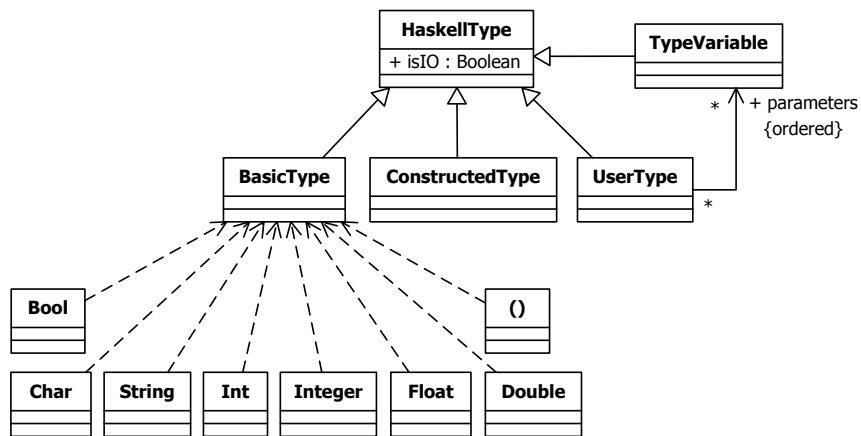 HaskellType
+ isIO : Boolean
TypeVariable
* + parameters
{ordered}
BasicType
ConstructedType
UserType
*
Bool
()
Char
String
Int
Integer
Float
Double